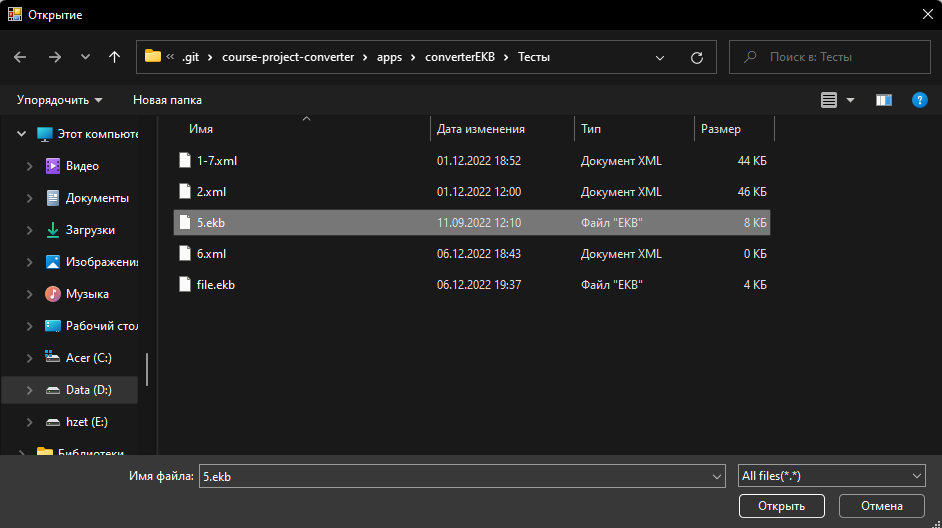 Открытие
« .git › course-project-converter › apps › converterEKB › Тесты
Поиск в: Тесты
Упорядочить Новая папка
?
Этот компьюте
Видео
Документы
Загрузки
Изображения
Музыка
Рабочий стол
Acer (C:)
Data (D:)
hzet (E:)
Библиотеки
Имя Дата изменения Тип Размер
1-7.xml 01.12.2022 18:52 Документ XML 44 КБ
2.xml 01.12.2022 12:00 Документ XML 46 КБ
5.ekb 11.09.2022 12:10 Файл "EKB" 8 КБ
6.xml 06.12.2022 18:43 Документ XML 0 КБ
file.ekb 06.12.2022 19:37 Файл "EKB" 4 КБ
Имя файла: 5.ekb All files(*.*)
Открыть Отмена